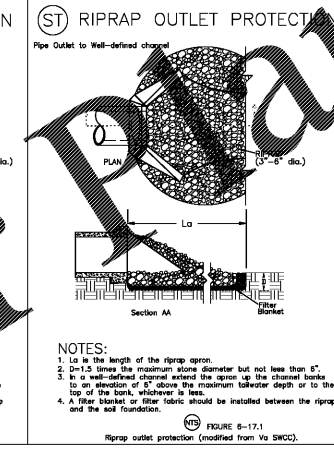 N
ST RIPRAP OUTLET PROTECTION
Pipe Outlet to Well-defined channel
ia.)
PLAN
(3"-6" dia.)
La
D
Filter
Blanket
Section AA
NOTES:
1. La is the length of the riprap apron.
2. D=1.5 times the maximum stone diameter but not less than 6".
3. In a well-defined channel extend the apron up the channel banks
to an elevation of 6" above the maximum tailwater depth or to the
top of the bank, whichever is less.
4. A filter blanket or filter fabric should be installed between the riprap
and the soil foundation.
NTS FIGURE 6-17.1
Riprap outlet protection (modified from Va SWCC).